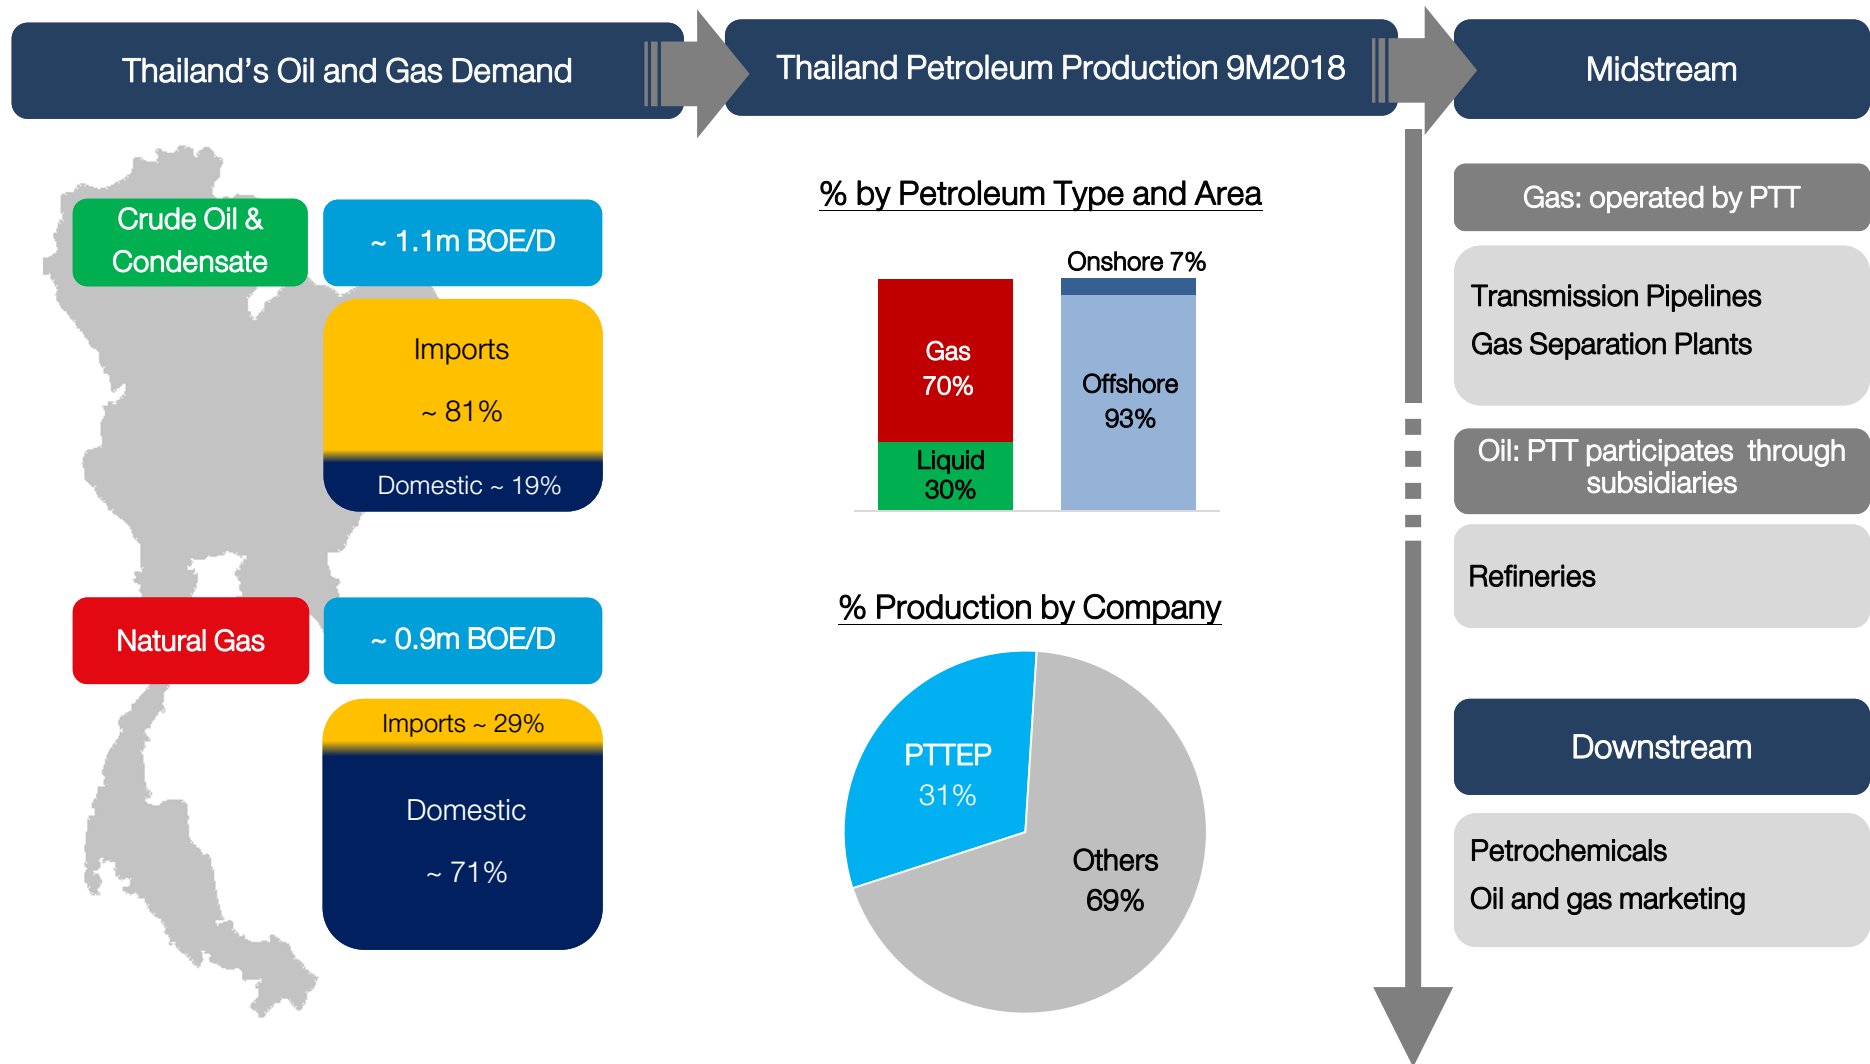 Thailand's Oil and Gas Demand
Thailand Petroleum Production 9M2018
Midstream
Crude Oil &
Condensate
~ 1.1m BOE/D
Imports
~ 81%
Domestic ~ 19%
Natural Gas
~ 0.9m BOE/D
Imports ~ 29%
Domestic
~ 71%
% by Petroleum Type and Area
Gas
70%
Liquid
30%
Onshore 7%
Offshore
93%
% Production by Company
PTTEP
31%
Others
69%
Gas: operated by PTT
Transmission Pipelines
Gas Separation Plants
Oil: PTT participates through
subsidiaries
Refineries
Downstream
Petrochemicals
Oil and gas marketing